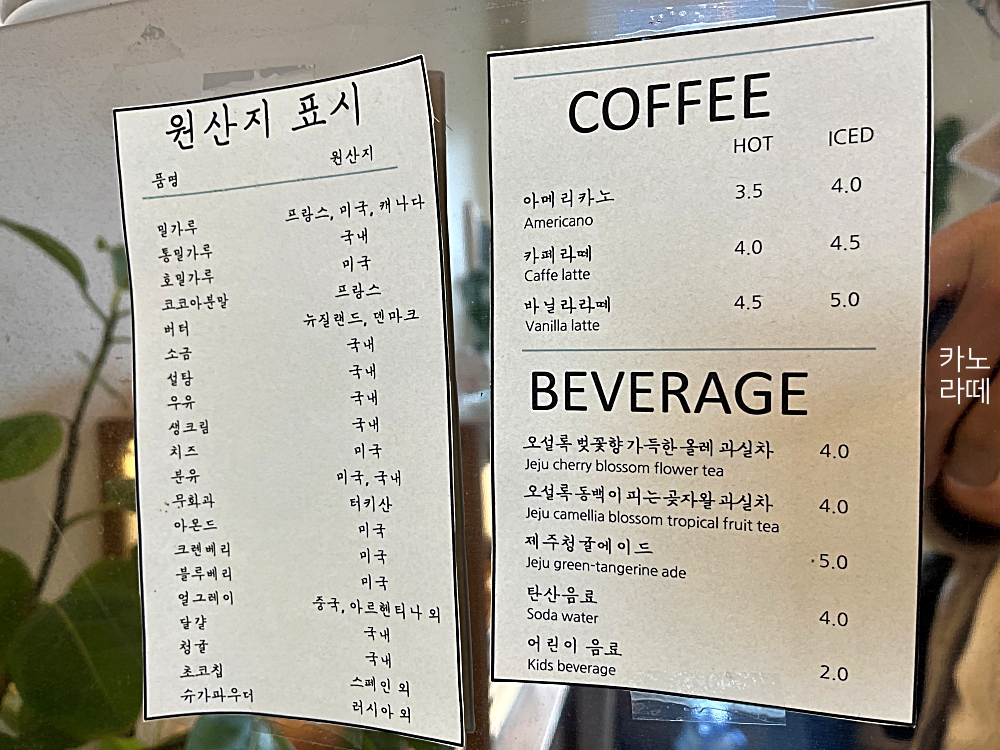 원산지 표시
품명 원산지
밀가루 프랑스, 미국, 캐나다
통밀가루 국내
호밀가루 미국
코코아분말 프랑스
버터 뉴질랜드, 덴마크
소금 국내
설탕 국내
우유 국내
생크림 국내
치즈 미국
분유 미국, 국내
무화과 터키산
아몬드 미국
크렌베리 미국
블루베리 미국
얼그레이 중국, 아르헨티나 외
달걀 국내
청귤 국내
초코칩 스페인 외
슈가파우더 러시아 외
COFFEE
HOT ICED
아메리카노 3.5 4.0
Americano
카페라떼 4.0 4.5
Caffe latte
바닐라라떼 4.5 5.0
Vanilla latte
BEVERAGE
오설록 벚꽃향 가득한 올레 과실차 4.0
Jeju cherry blossom flower tea
오설록 동백이 피는 곶자왈 과실차 4.0
Jeju camellia blossom tropical fruit tea
제주청귤에이드 5.0
Jeju green-tangerine ade
탄산음료 4.0
Soda water
어린이 음료 2.0
Kids beverage
카노
라떼